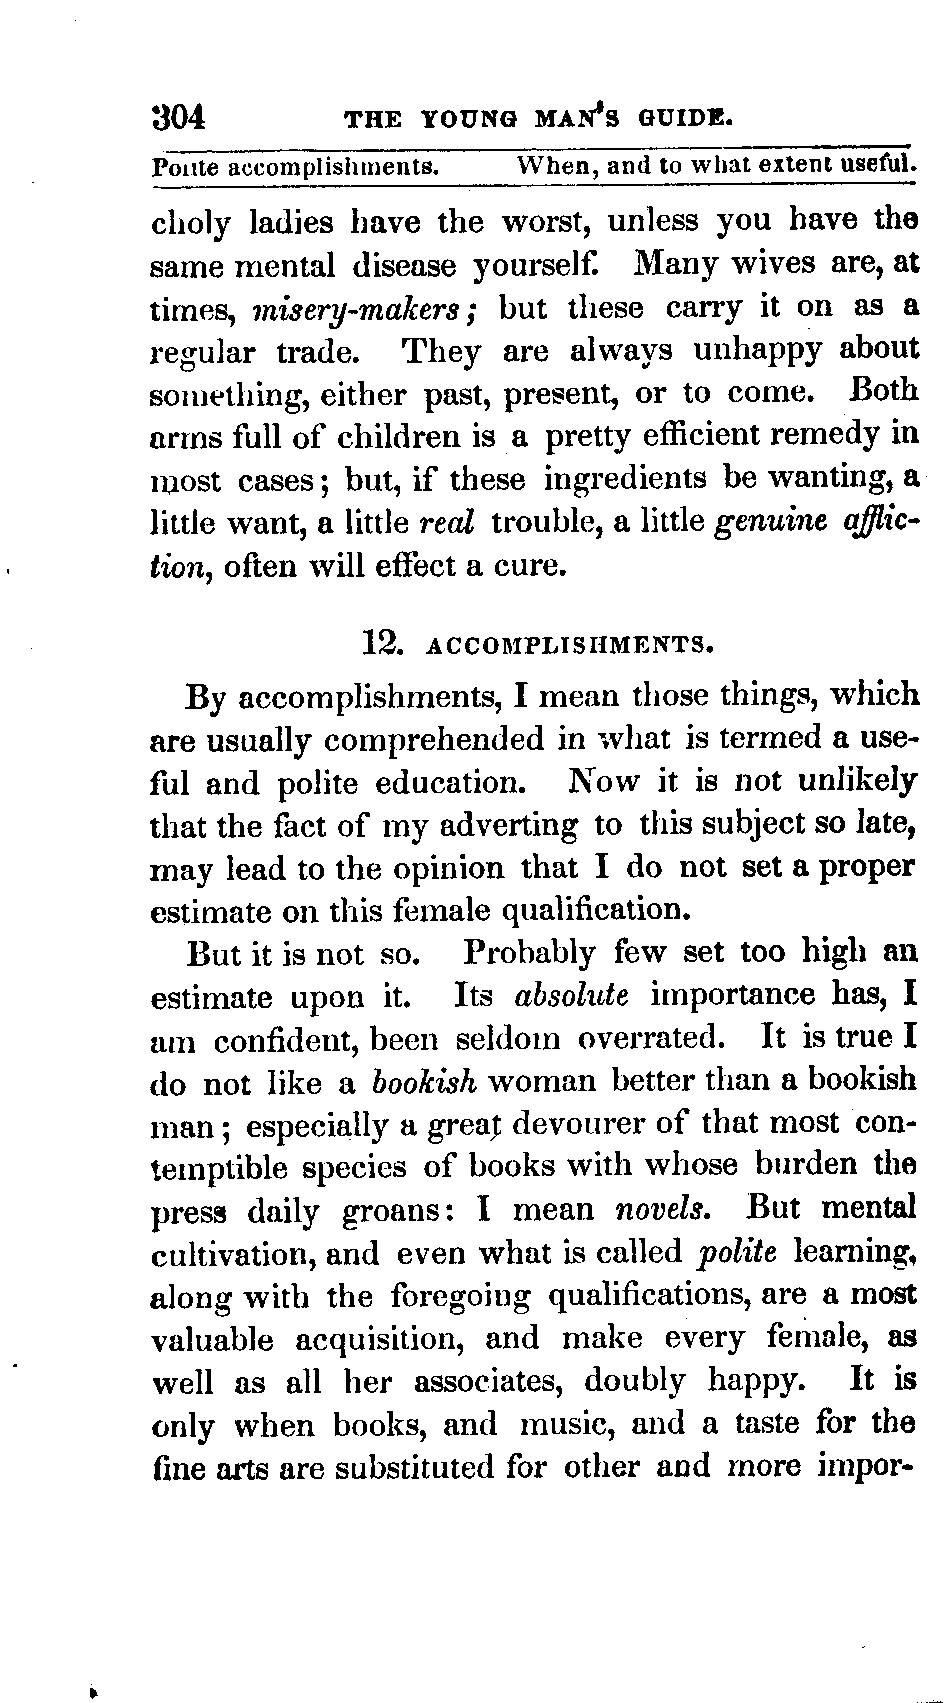 304 THE YOUNG MAN'S GUIDE.
Polite accomplishments. When, and to what extent useful.
choly ladies have the worst, unless you have the
same mental disease yourself. Many wives are, at
times, misery-makers; but these carry it on as a
regular trade. They are always unhappy about
something, either past, present, or to come. Both
arms full of children is a pretty efficient remedy in
most cases; but, if these ingredients be wanting, a
little want, a little real trouble, a little genuine afflic-
tion, often will effect a cure.
12. ACCOMPLISHMENTS.
By accomplishments, I mean those things, which
are usually comprehended in what is termed a use-
ful and polite education. Now it is not unlikely
that the fact of my adverting to this subject so late,
may lead to the opinion that I do not set a proper
estimate on this female qualification.
But it is not so. Probably few set too high an
estimate upon it. Its absolute importance has, I
am confident, been seldom overrated. It is true I
do not like a bookish woman better than a bookish
man; especially a great devourer of that most con-
temptible species of books with whose burden the
press daily groans: I mean novels. But mental
cultivation, and even what is called polite learning,
along with the foregoing qualifications, are a most
valuable acquisition, and make every female, as
well as all her associates, doubly happy. It is
only when books, and music, and a taste for the
fine arts are substituted for other and more impor-